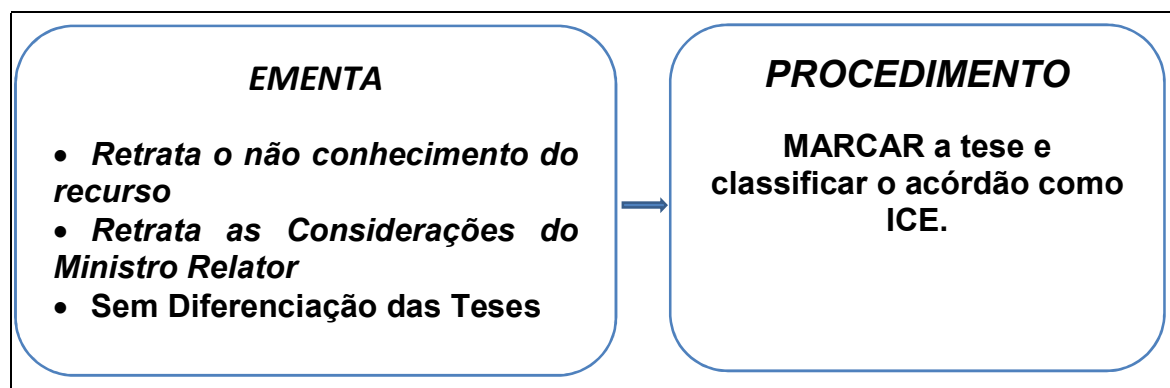 EMENTA
• Retrata o não conhecimento do
recurso
• Retrata as Considerações do
Ministro Relator
• Sem Diferenciação das Teses
PROCEDIMENTO
MARCAR a tese e
classificar o acórdão como
ICE.